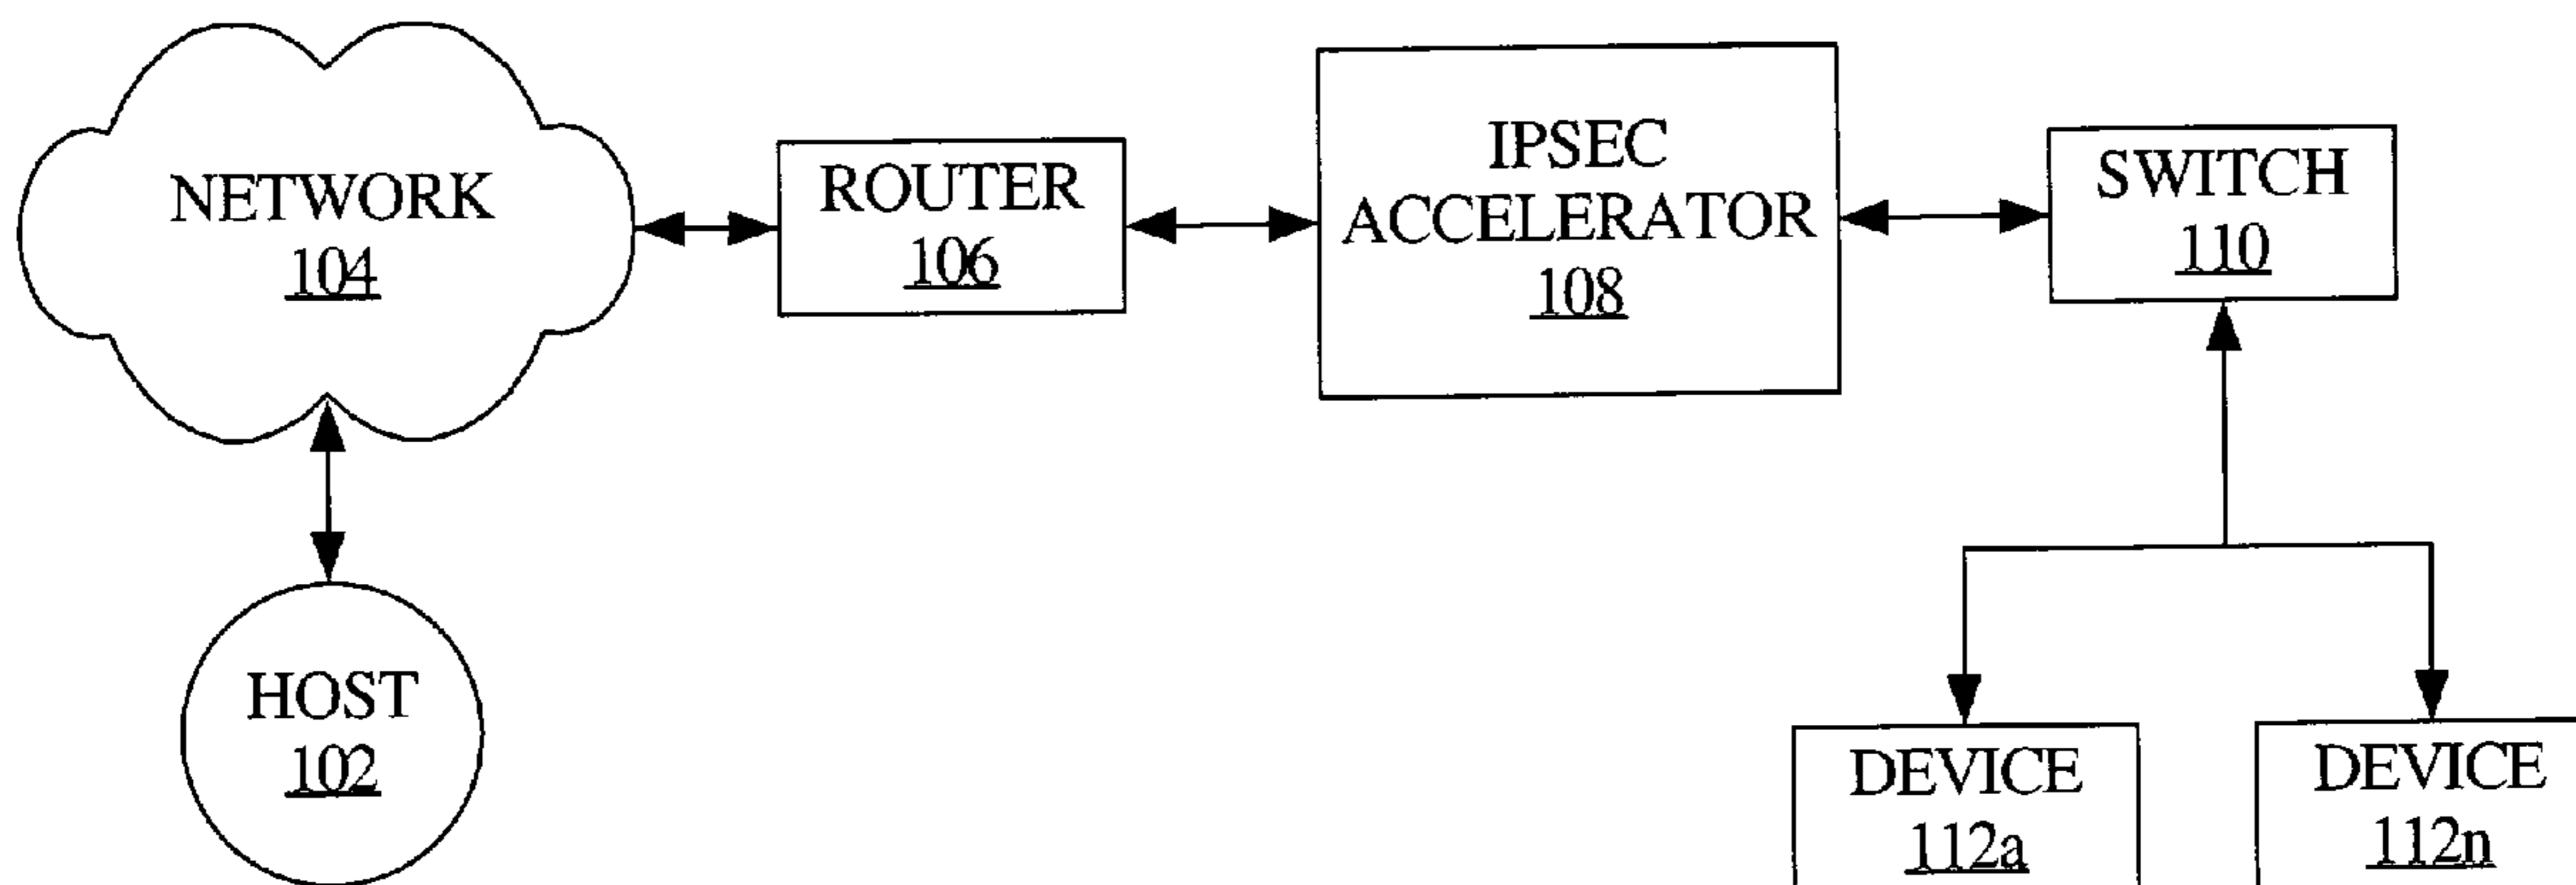 NETWORK
104
ROUTER
106
IPSEC
ACCELERATOR
108
SWITCH
110
HOST
102
DEVICE
112a
DEVICE
112n